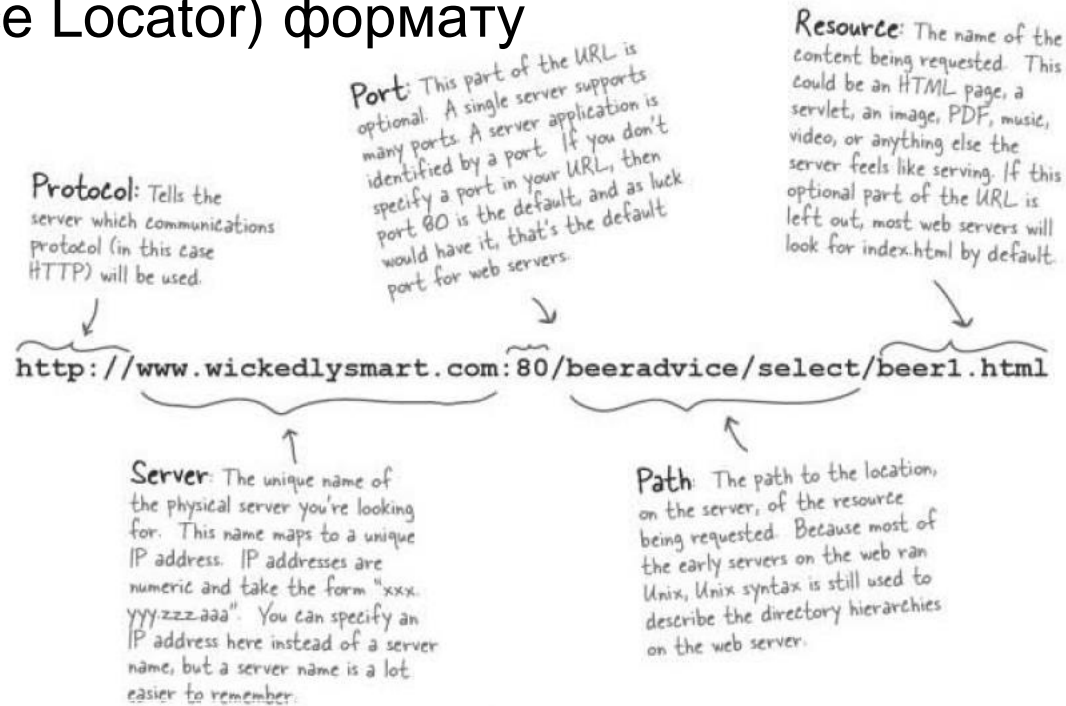 e Locator) формату
Port: This part of the URL is
optional. A single server supports
many ports. A server application is
identified by a port. If you don't
specify a port in your URL, then
port 80 is the default, and as luck
would have it, that's the default
port for web servers.
Resource: The name of the
content being requested. This
could be an HTML page, a
servlet, an image, PDF, music,
video, or anything else the
server feels like serving. If this
optional part of the URL is
left out, most web servers will
look for index.html by default.
Protocol: Tells the
server which communications
protocol (in this case
HTTP) will be used.
http://www.wickedlysmart.com:80/beeradvice/select/beer1.html
Server: The unique name of
the physical server you're looking
for. This name maps to a unique
IP address. IP addresses are
numeric and take the form "xxx.
yyy.zzz.aaa". You can specify an
IP address here instead of a server
name, but a server name is a lot
easier to remember.
Path: The path to the location,
on the server, of the resource
being requested. Because most of
the early servers on the web ran
Unix, Unix syntax is still used to
describe the directory hierarchies
on the web server.